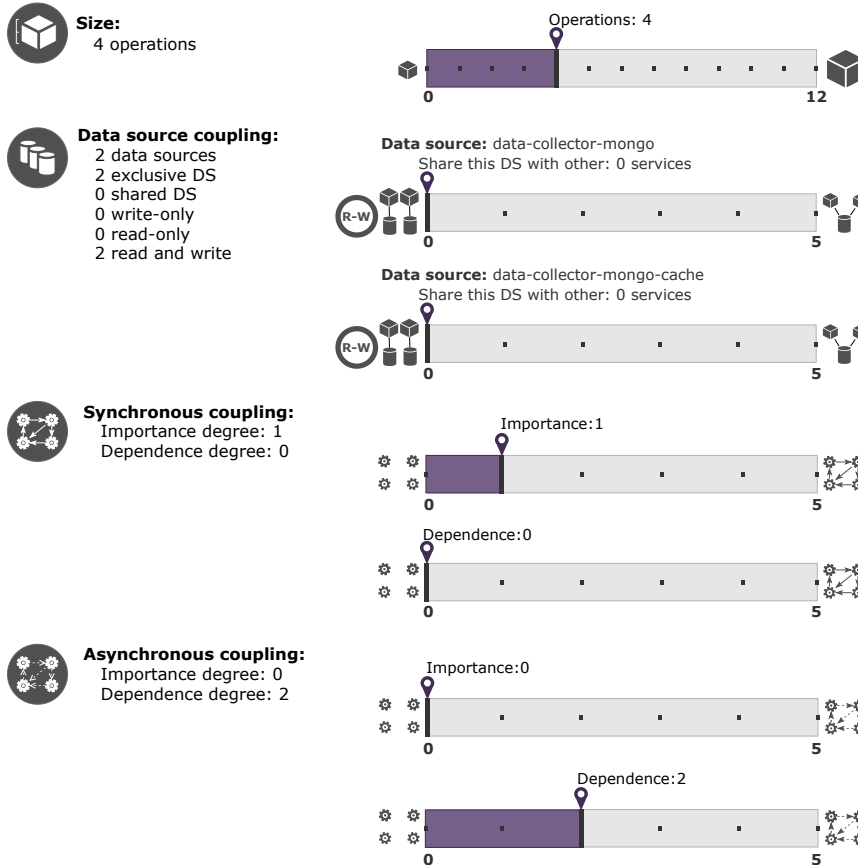 Size:
4 operations
Operations: 4
0
12
Data source coupling:
2 data sources
2 exclusive DS
0 shared DS
0 write-only
0 read-only
2 read and write
Data source: data-collector-mongo
Share this DS with other: 0 services
R-W
0
5
Data source: data-collector-mongo-cache
Share this DS with other: 0 services
R-W
0
5
Synchronous coupling:
Importance degree: 1
Dependence degree: 0
Importance:1
0
5
Dependence:0
0
5
Asynchronous coupling:
Importance degree: 0
Dependence degree: 2
Importance:0
0
5
Dependence:2
0
5